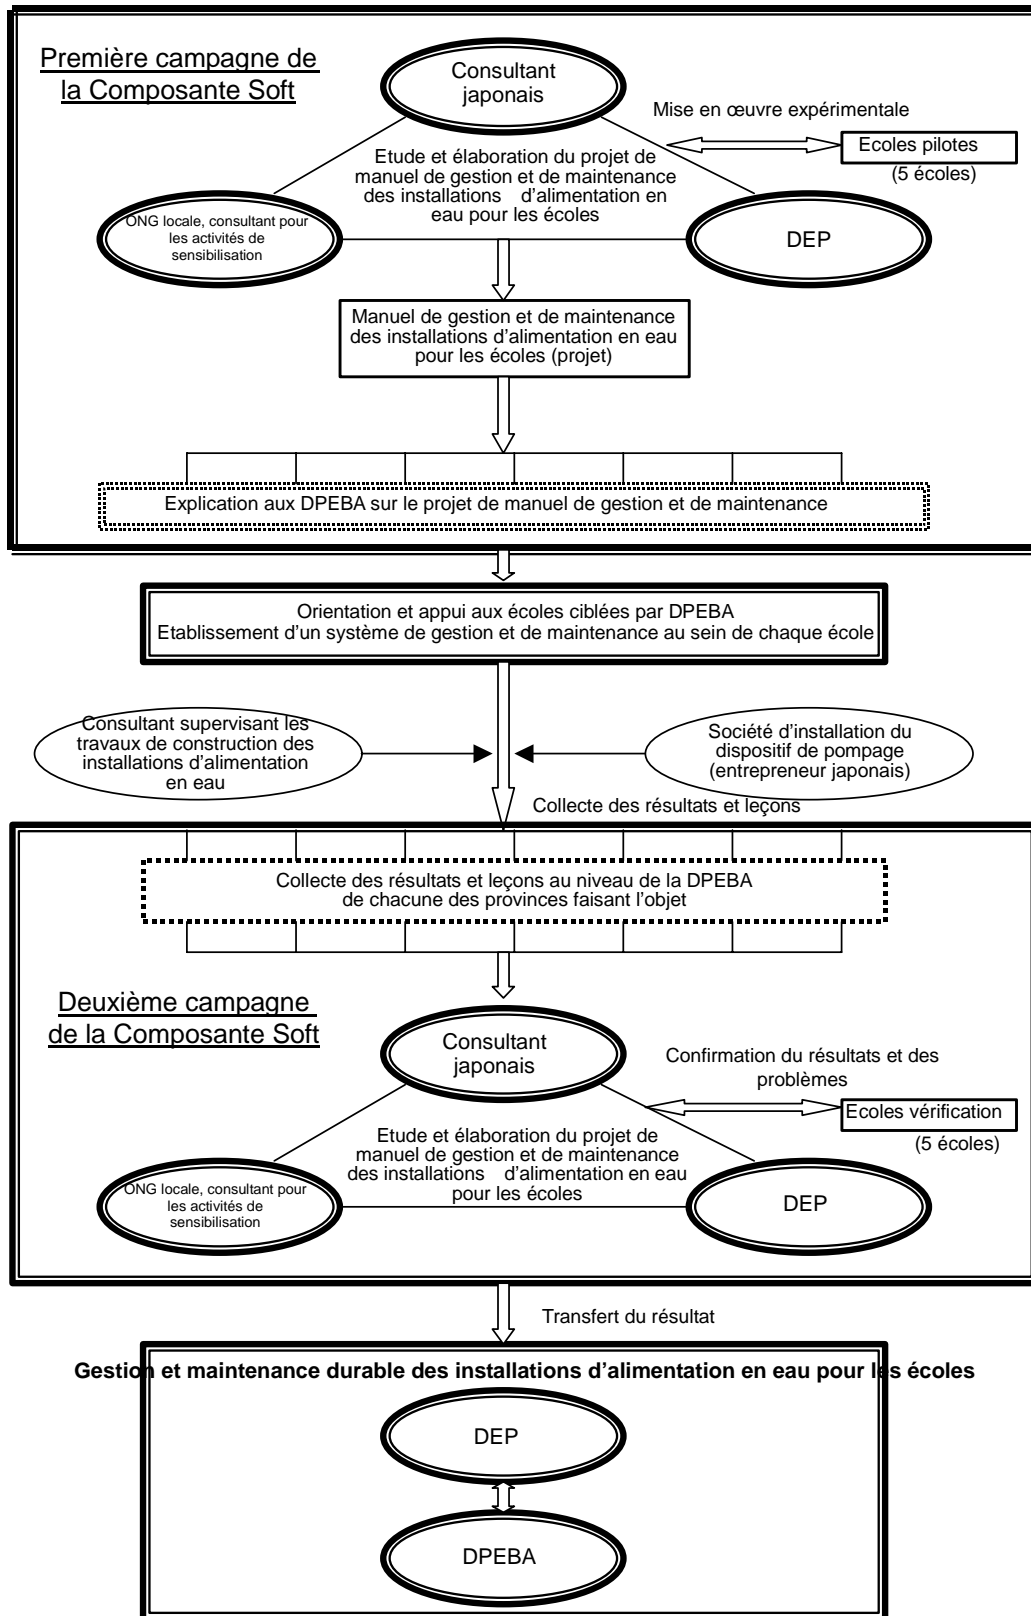 Première campagne de
la Composante Soft
Consultant
japonais
Mise en œuvre expérimentale
Ecoles pilotes
(5 écoles)
Etude et élaboration du projet de
manuel de gestion et de maintenance
des installations d'alimentation en
eau pour les écoles
ONG locale, consultant pour
les activités de
sensibilisation
DEP
Manuel de gestion et de maintenance
des installations d'alimentation en eau
pour les écoles (projet)
Explication aux DPEBA sur le projet de manuel de gestion et de maintenance
Orientation et appui aux écoles ciblées par DPEBA
Etablissement d'un système de gestion et de maintenance au sein de chaque école
Consultant supervisant les
travaux de construction des
installations d'alimentation
en eau
Société d'installation du
dispositif de pompage
(entrepreneur japonais)
Collecte des résultats et leçons
Collecte des résultats et leçons au niveau de la DPEBA
de chacune des provinces faisant l'objet
Deuxième campagne
de la Composante Soft
Consultant
japonais
Confirmation du résultats et des
problèmes
Ecoles vérification
(5 écoles)
Etude et élaboration du projet de
manuel de gestion et de maintenance
des installations d'alimentation en eau
pour les écoles
ONG locale, consultant pour
les activités de
sensibilisation
DEP
Transfert du résultat
Gestion et maintenance durable des installations d'alimentation en eau pour les écoles
DEP
DPEBA